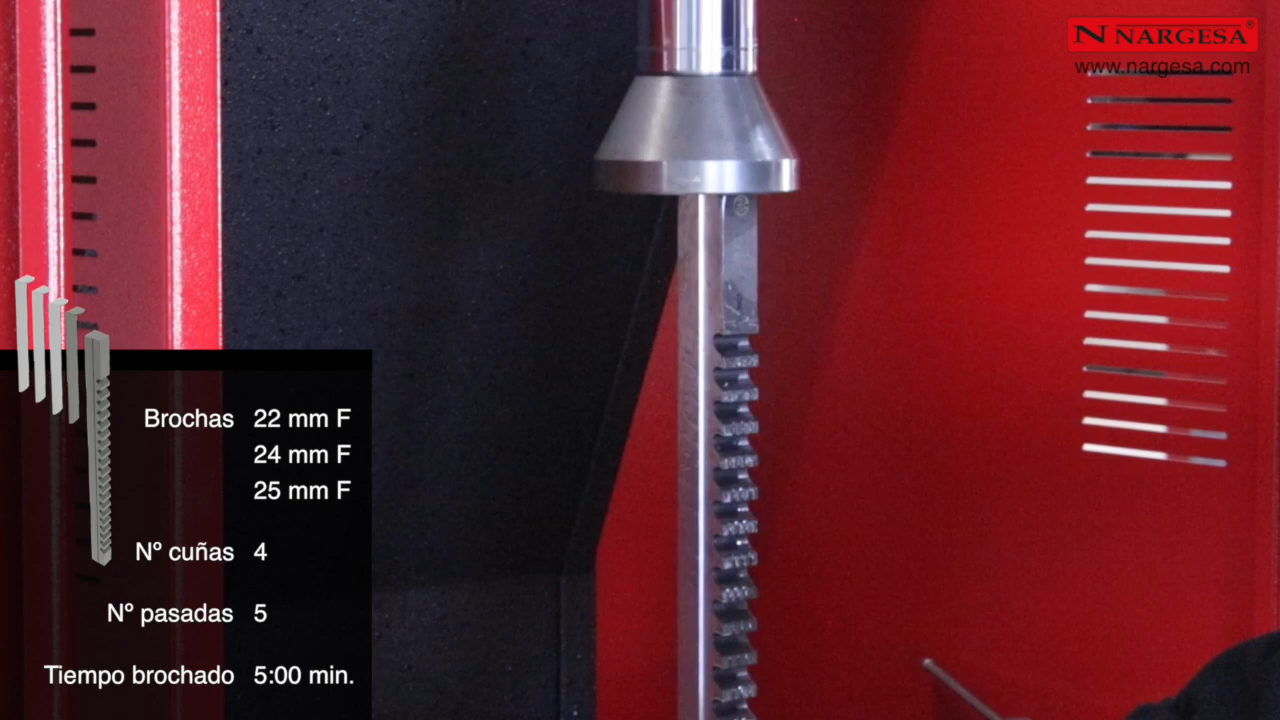 NARGESA®
www.nargesa.com
Brochas 22 mm F
24 mm F
25 mm F
Nº cuñas 4
Nº pasadas 5
Tiempo brochado 5:00 min.